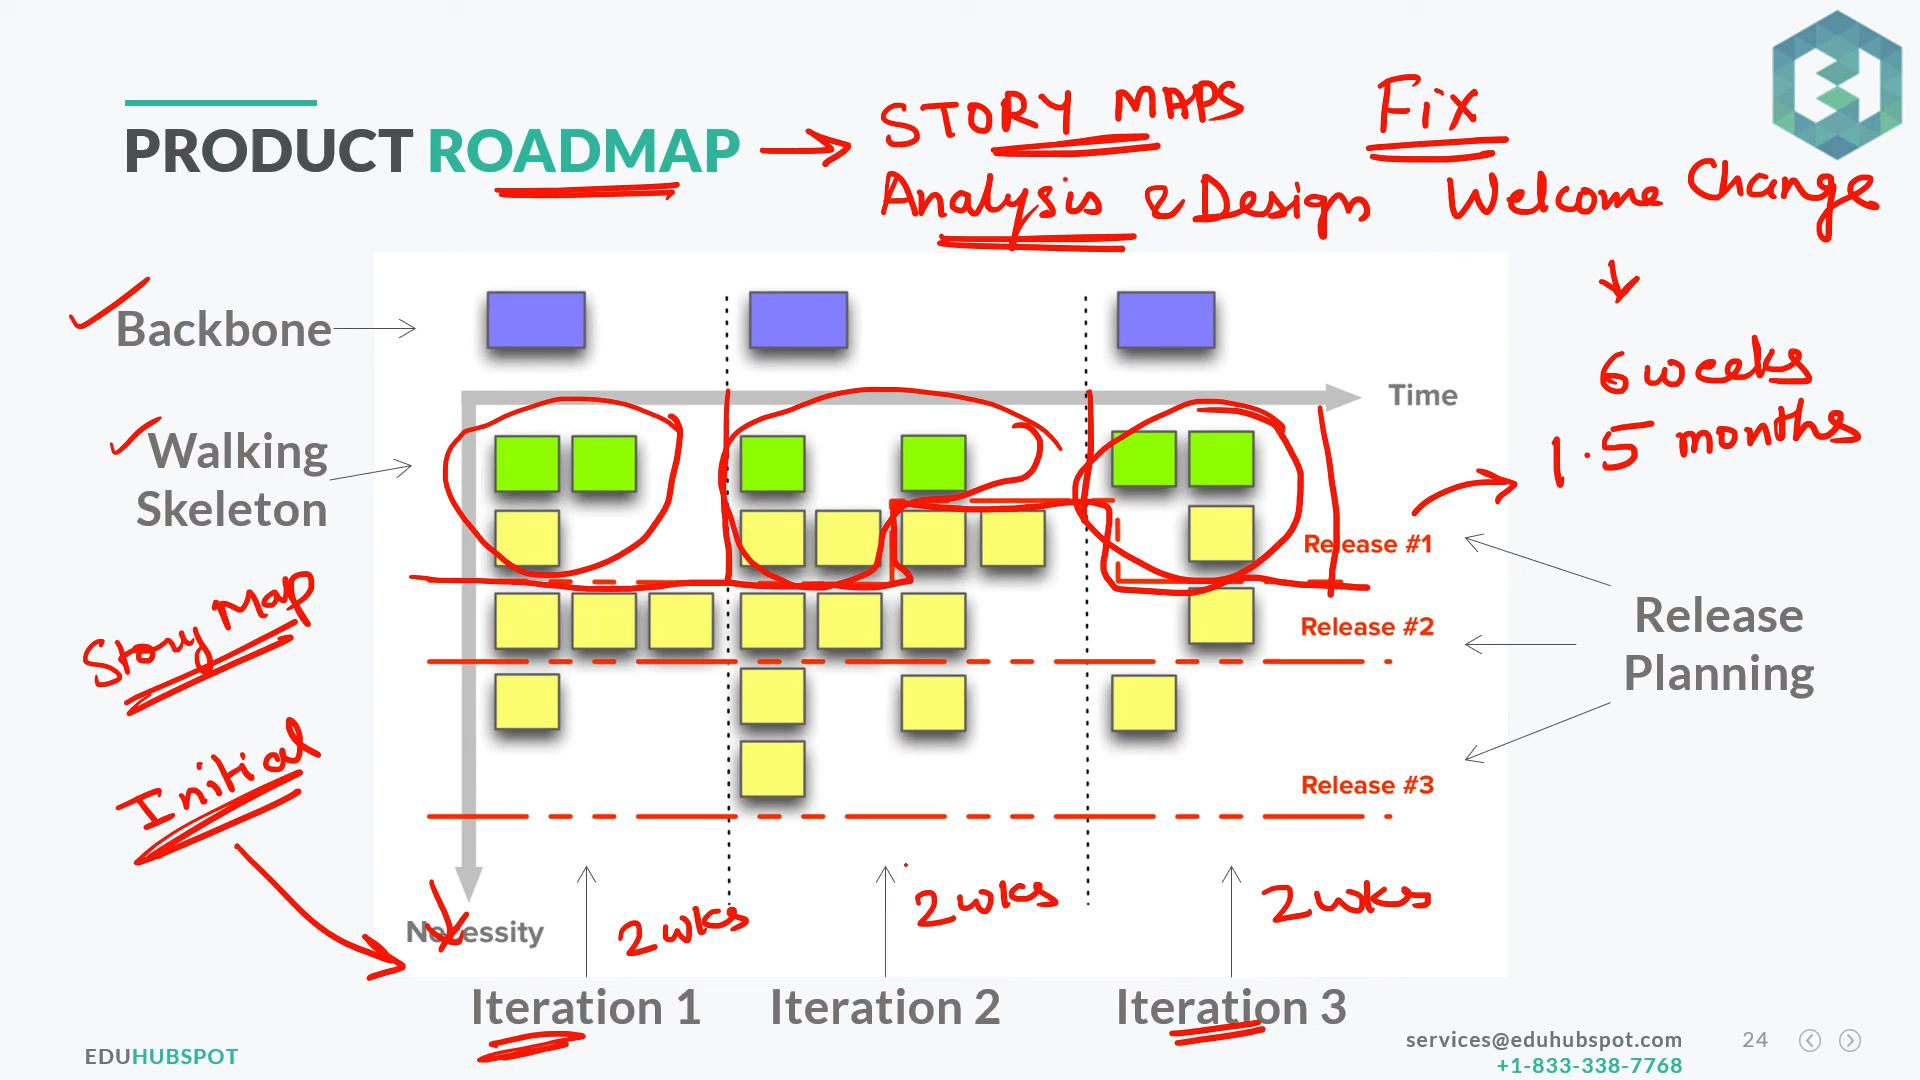 PRODUCT ROADMAP
STORY MAPS
Fix
Analysis & Design
Welcome Change
6 weeks
1.5 months
Backbone
Time
Walking
Skeleton
Release #1
Release #2
Release #3
Release
Planning
Story Map
Initial
Necessity
2 wks
2 wks
2 wks
Iteration 1
Iteration 2
Iteration 3
EDUHUBSPOT
services@eduhubspot.com
+1-833-338-7768
24